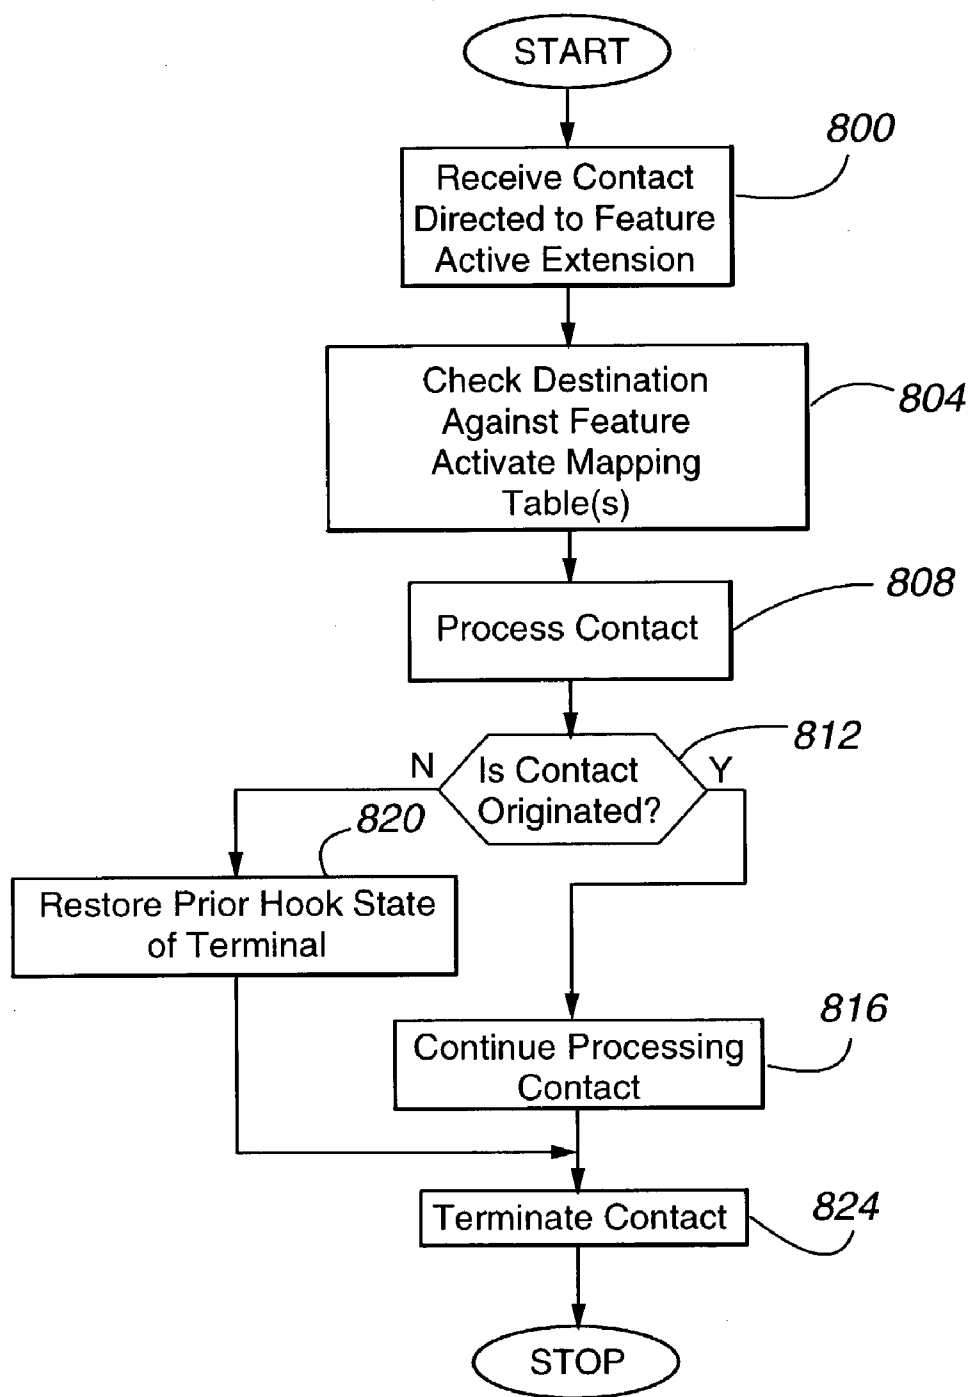 START
800
Receive Contact
Directed to Feature
Active Extension
804
Check Destination
Against Feature
Activate Mapping
Table(s)
808
Process Contact
812
N
Is Contact
Originated?
Y
820
Restore Prior Hook State
of Terminal
816
Continue Processing
Contact
824
Terminate Contact
STOP